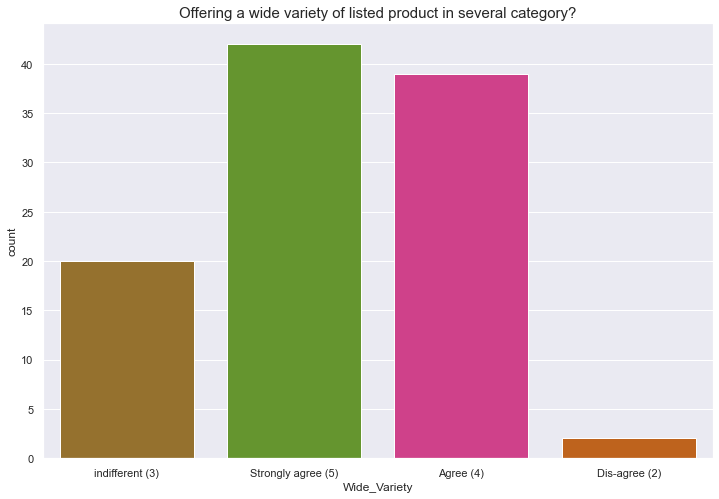 Offering a wide variety of listed product in several category?
count
40
35
30
25
20
15
10
5
0
indifferent (3) Strongly agree (5) Agree (4) Dis-agree (2)
Wide_Variety